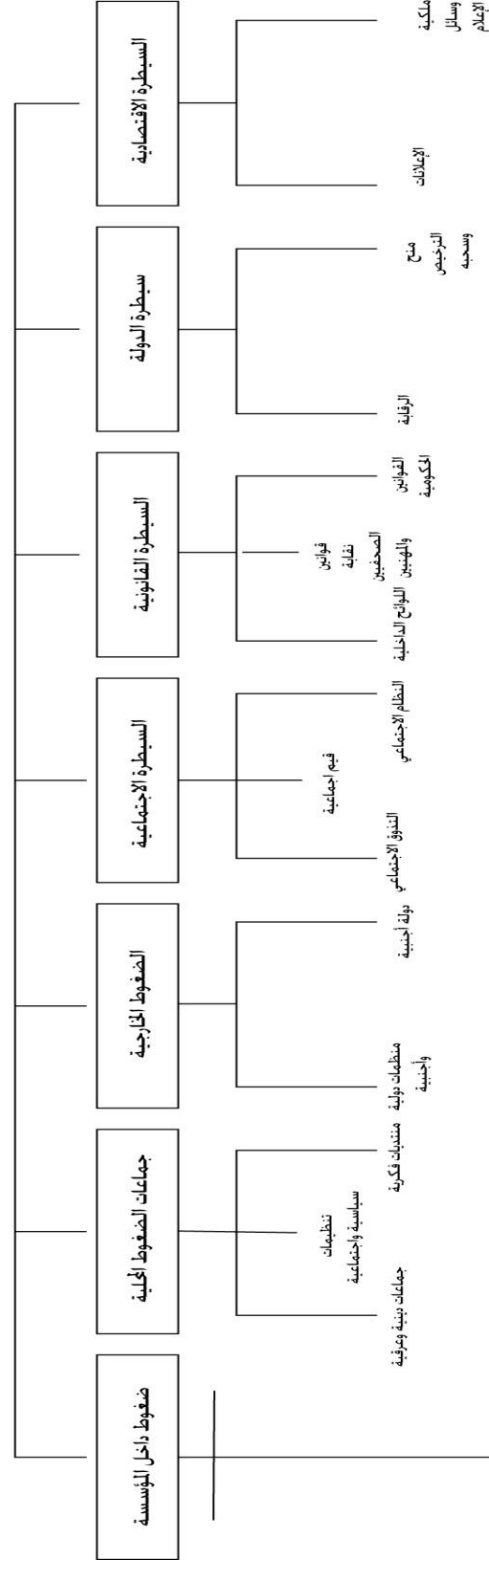 السيطرة الاقتصادية
ملكية
وسائل
الإعلام
الإعلانات
سيطرة الدولة
منح
الترخيص
وسحبه
الرقابة
السيطرة القانونية
القوانين
الحكومية
قوانين
نقابة
الصحفيين
والمهنيين
اللوائح الداخلية
السيطرة الاجتماعية
النظام الاجتماعي
قيم اجماعية
التذوق الاجتماعي
الضغوط الخارجية
دولة أجنبية
منظمات دولية
وأجنبية
جماعات الضغوط المحلية
منتديات فكرية
تنظيمات
سياسية واجتماعية
جماعات دينية وعرقية
ضغوط داخل المؤسسة